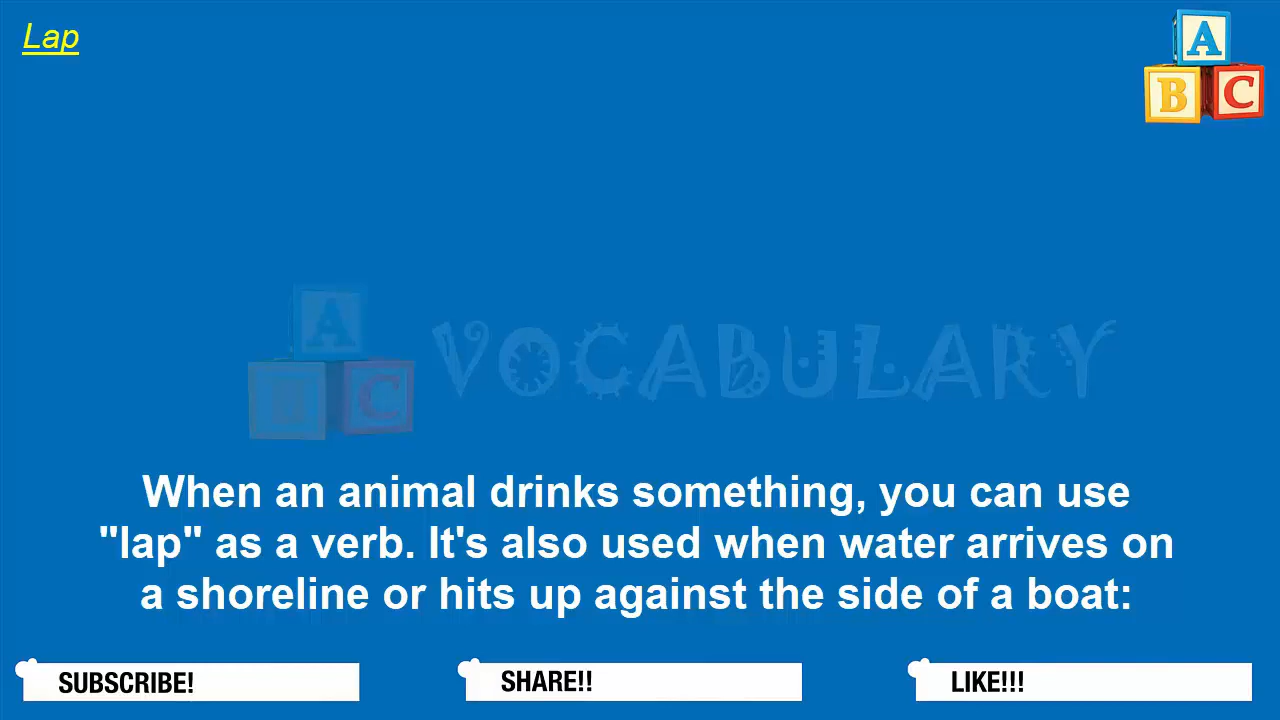 Lap
A
B C
A
B C
VOCABULARY
When an animal drinks something, you can use
"lap" as a verb. It's also used when water arrives on
a shoreline or hits up against the side of a boat:
SUBSCRIBE!
SHARE!!
LIKE!!!